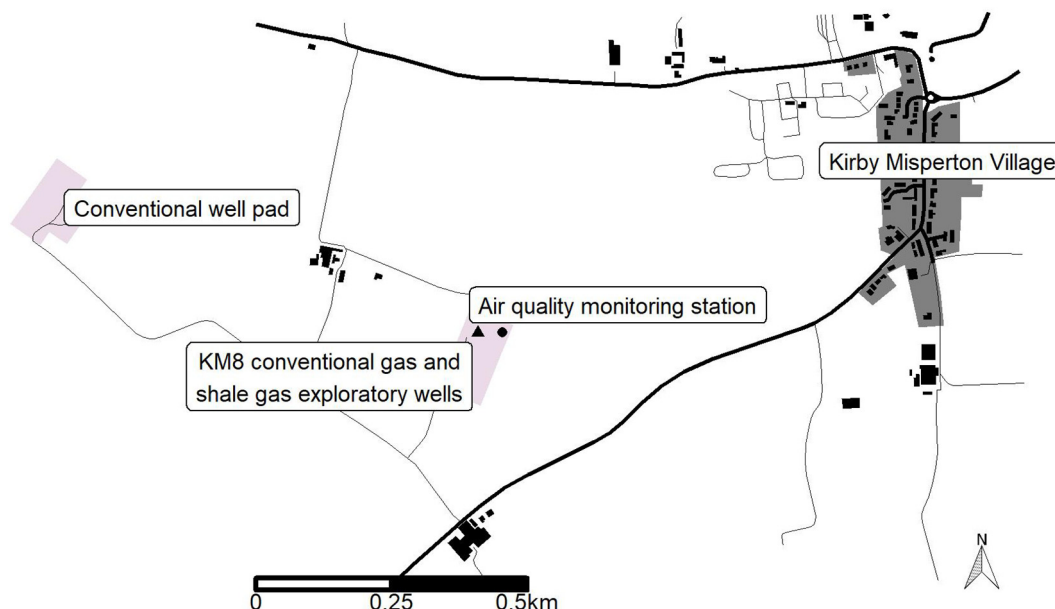 Kirby Misperton Village
Conventional well pad
Air quality monitoring station
KM8 conventional gas and
shale gas exploratory wells
N
0 0.25 0.5km